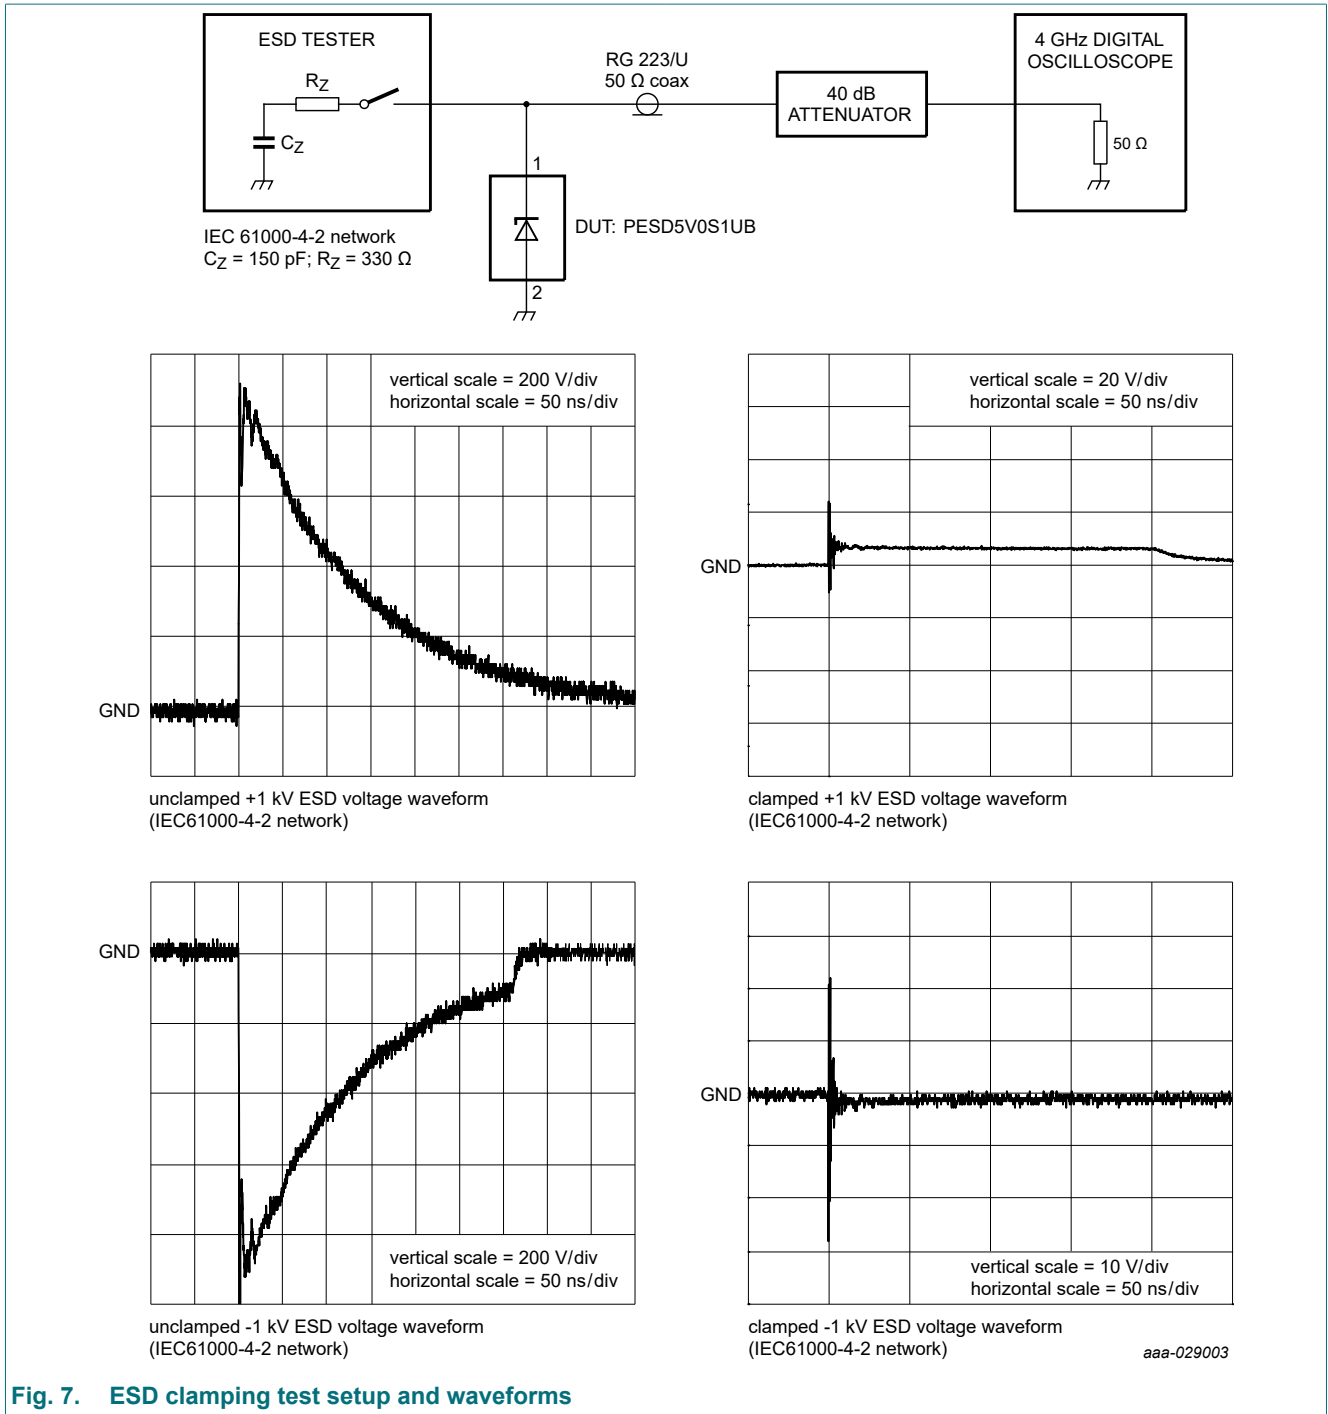 ESD TESTER
RZ
CZ
IEC 61000-4-2 network
CZ = 150 pF; RZ = 330 Ω
RG 223/U
50 Ω coax
40 dB
ATTENUATOR
4 GHz DIGITAL
OSCILLOSCOPE
50 Ω
1
DUT: PESD5V0S1UB
2
vertical scale = 200 V/div
horizontal scale = 50 ns/div
GND
unclamped +1 kV ESD voltage waveform
(IEC61000-4-2 network)
vertical scale = 20 V/div
horizontal scale = 50 ns/div
GND
clamped +1 kV ESD voltage waveform
(IEC61000-4-2 network)
GND
vertical scale = 200 V/div
horizontal scale = 50 ns/div
unclamped -1 kV ESD voltage waveform
(IEC61000-4-2 network)
GND
vertical scale = 10 V/div
horizontal scale = 50 ns/div
clamped -1 kV ESD voltage waveform
(IEC61000-4-2 network)
aaa-029003
Fig. 7. ESD clamping test setup and waveforms